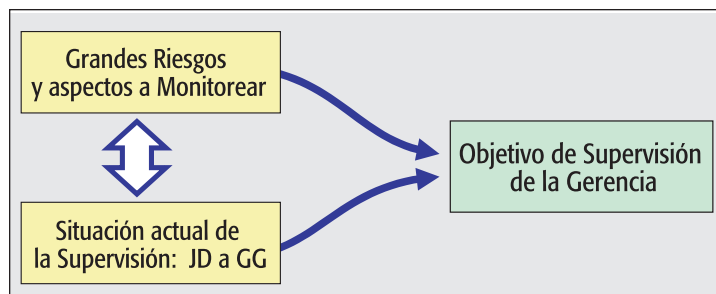 Grandes Riesgos
y aspectos a Monitorear
Situación actual de
la Supervisión: JD a GG
Objetivo de Supervisión
de la Gerencia